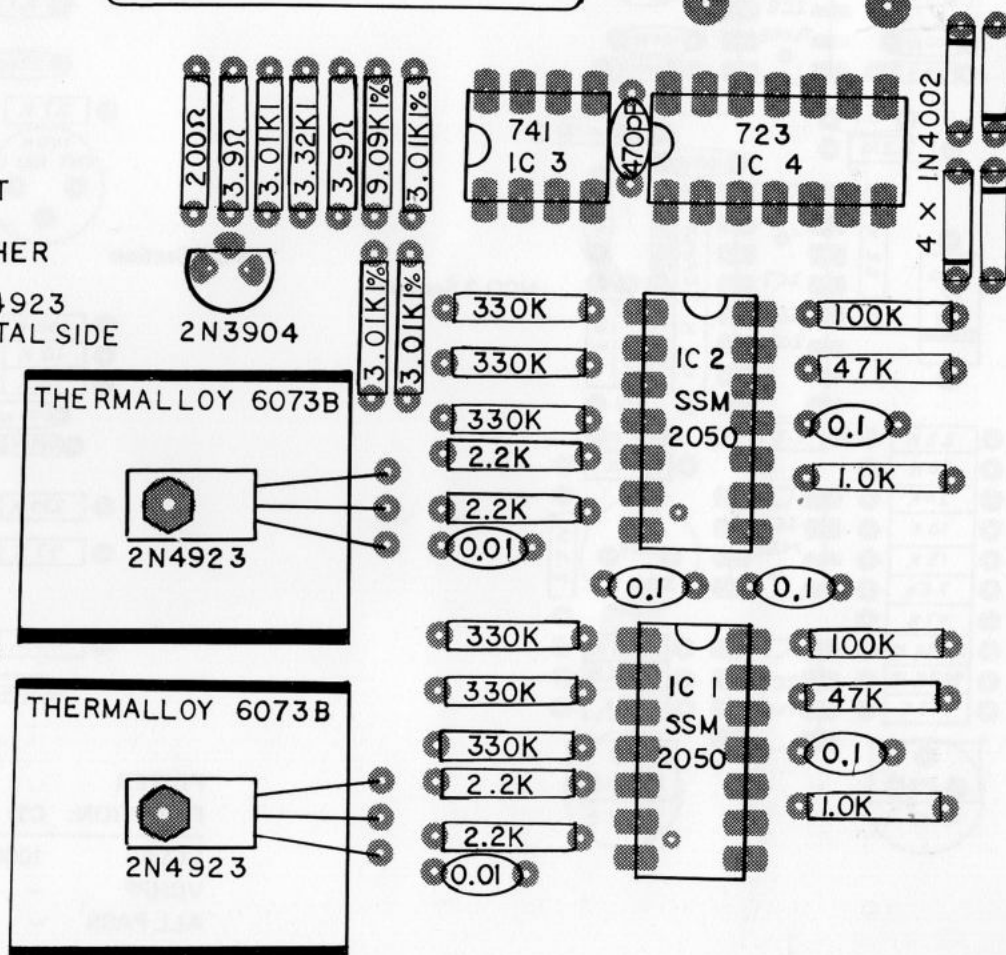 200Ω
3.9Ω
3.01K1
3.32K1
3.9Ω
9.09K1%
3.01K1%
741
IC 3
470pF
723
IC 4
4 × 1N4002
HER
4923
TAL SIDE
2N3904
3.01K1%
3.01K1%
330K
330K
330K
2.2K
2.2K
0.01
IC 2
SSM
2050
100K
47K
0.1
1.0K
THERMALLOY 6073B
2N4923
0.1
0.1
330K
330K
330K
2.2K
2.2K
0.01
IC 1
SSM
2050
100K
47K
0.1
1.0K
THERMALLOY 6073B
2N4923